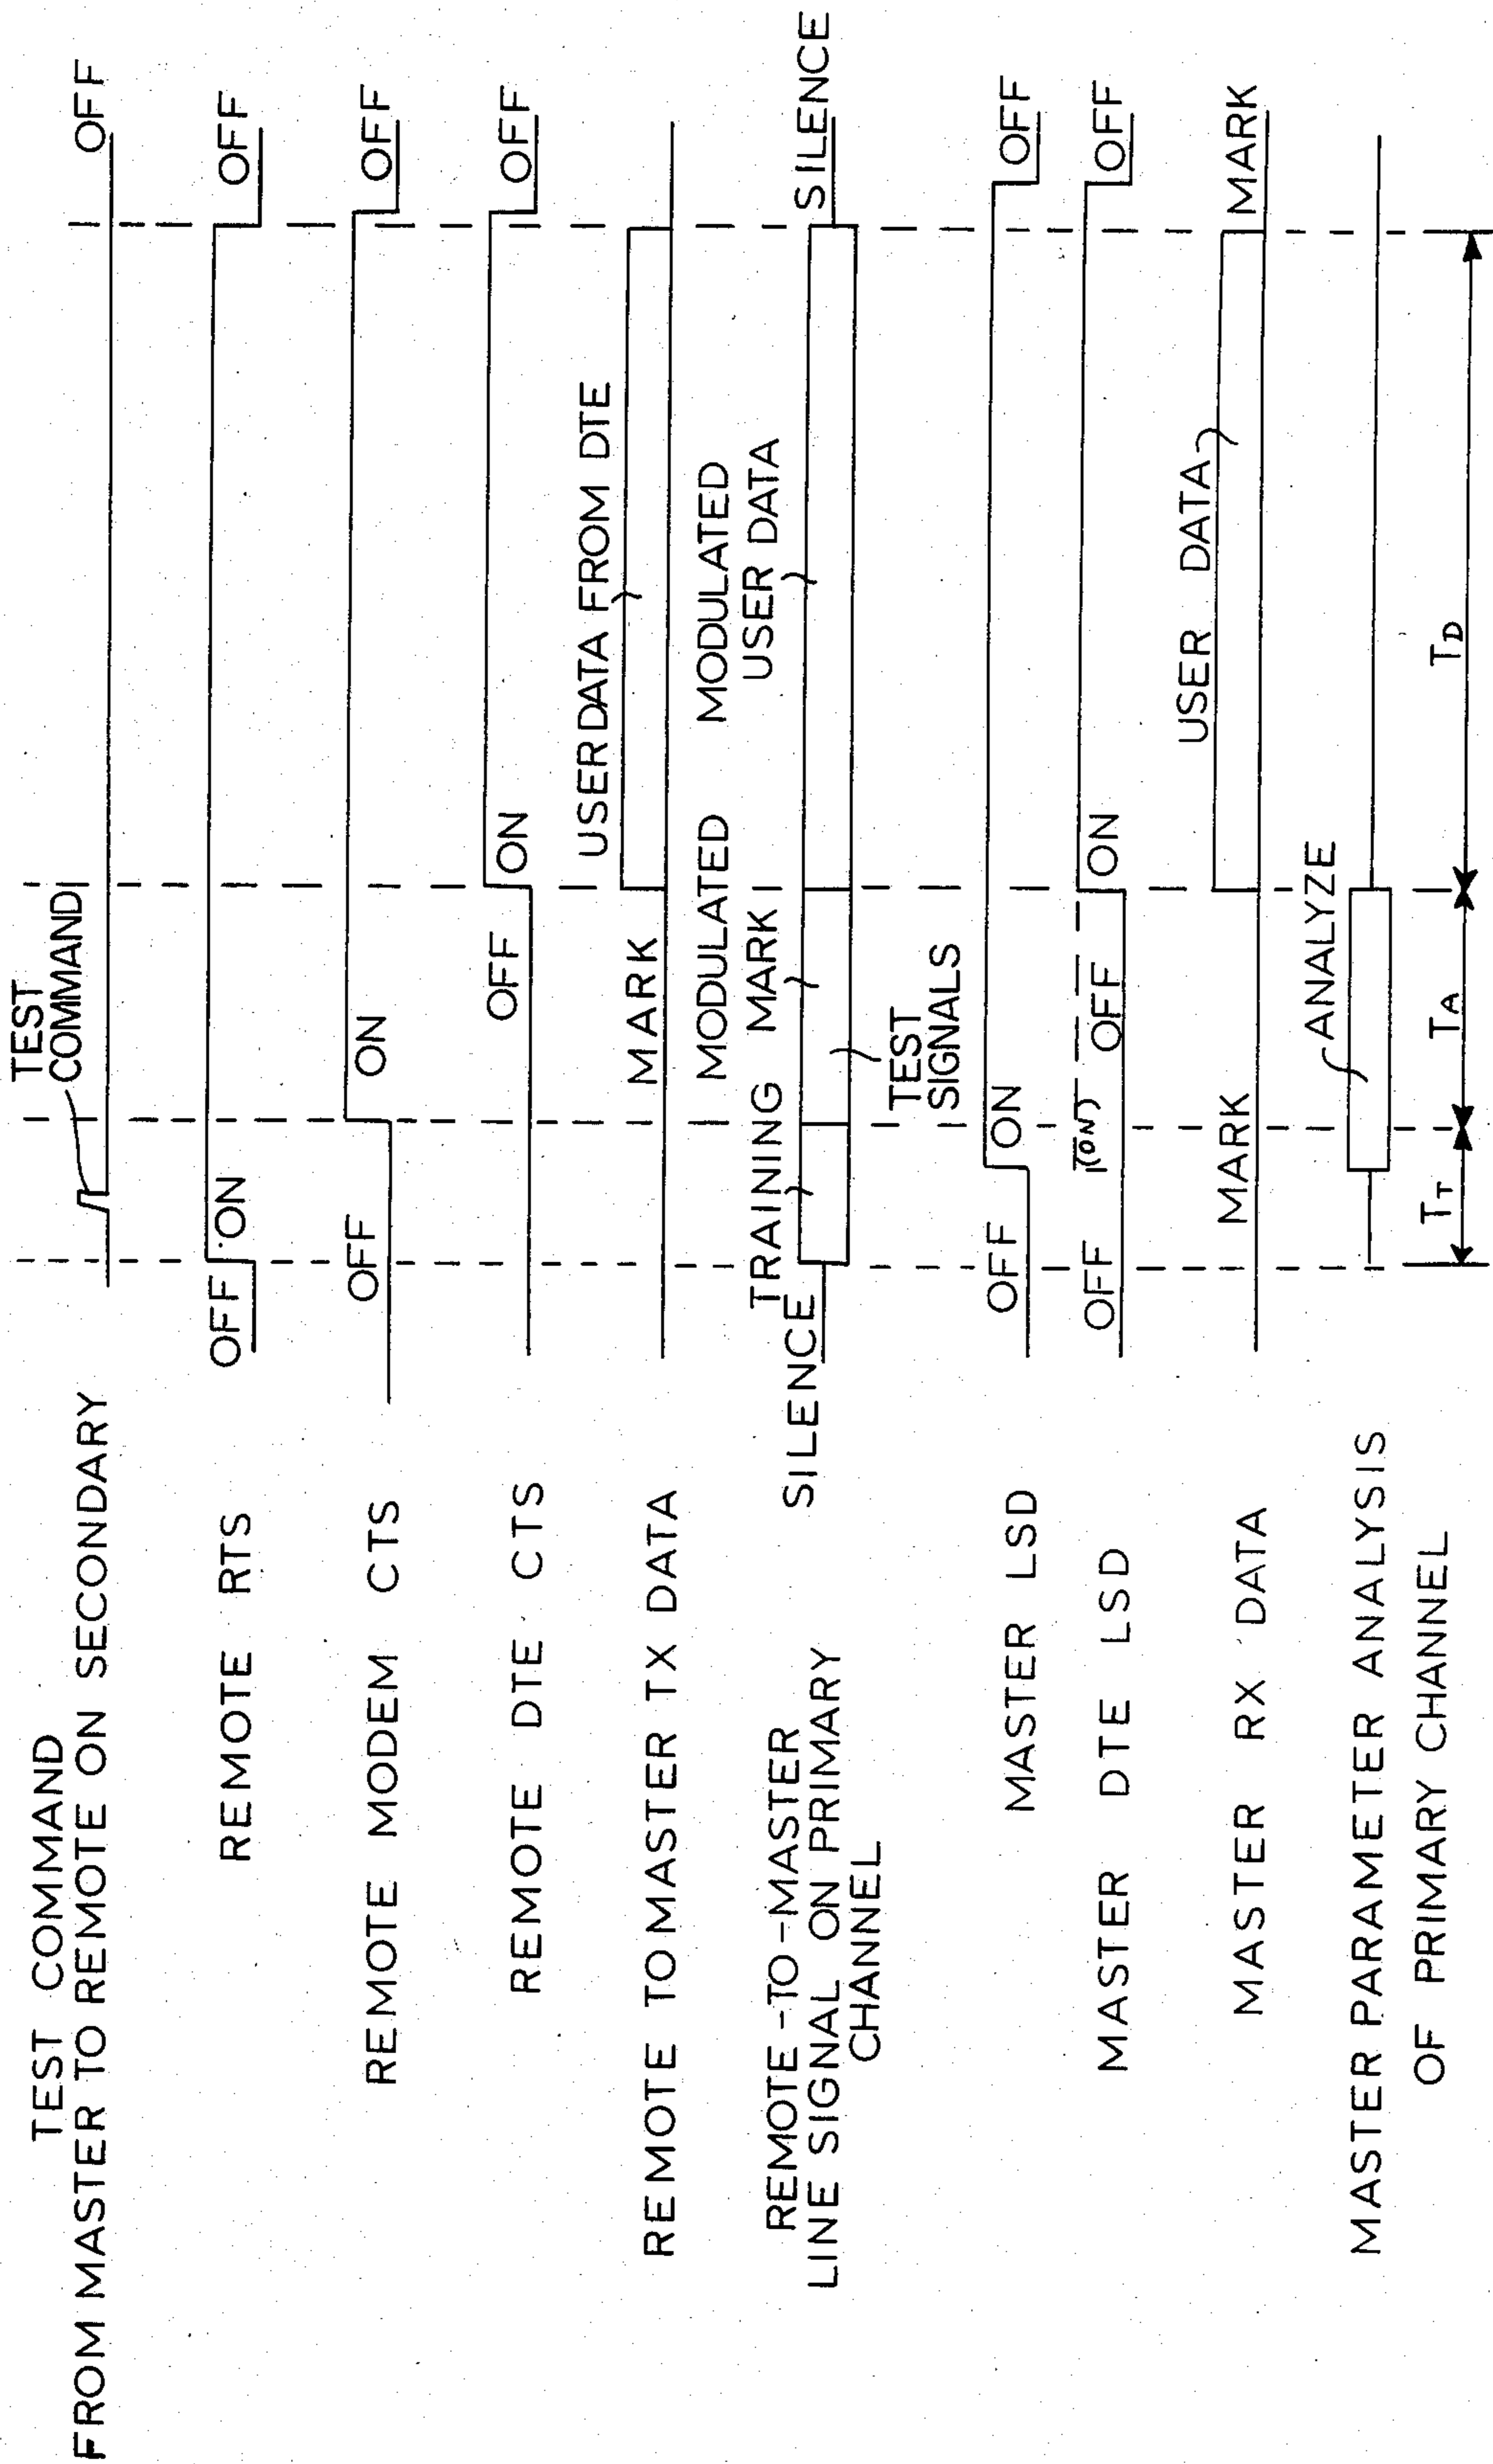 TEST COMMAND
FROM MASTER TO REMOTE ON SECONDARY
TEST
COMMAND
OFF
REMOTE RTS
OFF
ON
OFF
REMOTE MODEM CTS
OFF
ON
OFF
REMOTE DTE CTS
OFF
ON
OFF
REMOTE TO MASTER TX DATA
MARK
USER DATA FROM DTE
REMOTE-TO-MASTER
LINE SIGNAL ON PRIMARY
CHANNEL
SILENCE
TRAINING
MODULATED
MARK
MODULATED
USER DATA
SILENCE
TEST
SIGNALS
MASTER LSD
OFF
ON
OFF
MASTER DTE LSD
OFF
(ON)
OFF
ON
OFF
MASTER RX DATA
MARK
USER DATA
MARK
MASTER PARAMETER ANALYSIS
OF PRIMARY CHANNEL
ANALYZE
TT
TA
TD